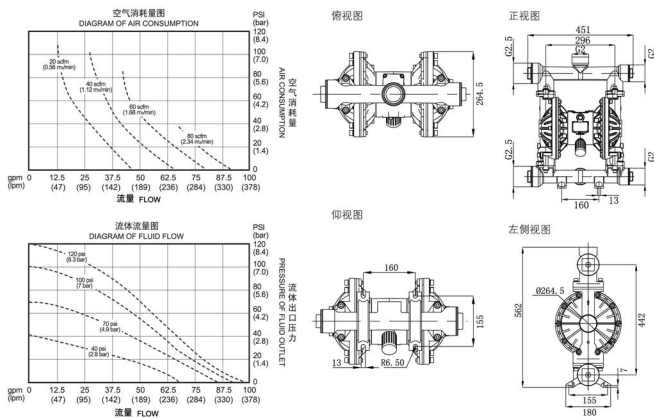 空气消耗量图
DIAGRAM OF AIR CONSUMPTION
PSI
(bar)
120
(8.4)
100
(7.0)
80
(5.6)
60
(4.2)
40
(2.8)
20
(1.4)
0
空气消耗量
AIR CONSUMPTION
20 scfm
(0.56 m³/min)
40 scfm
(1.12 m³/min)
60 scfm
(1.68 m³/min)
80 scfm
(2.34 m³/min)
gpm 0 12.5 25 37.5 50 62.5 75 87.5 100
(lpm) (47) (95) (142) (189) (236) (284) (330) (378)
流量 FLOW
流体流量图
DIAGRAM OF FLUID FLOW
PSI
(bar)
120
(8.4)
100
(7.0)
80
(5.6)
60
(4.2)
40
(2.8)
20
(1.4)
0
流体出口压力
PRESSURE OF FLUID OUTLET
120 psi
(8.3 bar)
100 psi
(7 bar)
70 psi
(4.9 bar)
40 psi
(2.8 bar)
gpm 0 12.5 25 37.5 50 62.5 75 87.5 100
(lpm) (47) (95) (142) (189) (236) (284) (330) (378)
流量 FLOW
俯视图
264.5
正视图
451
296
G2
G2.5
G2
G2.5
G2
160
13
仰视图
160
155
13
R6.50
左侧视图
Ø264.5
562
442
7
155
180